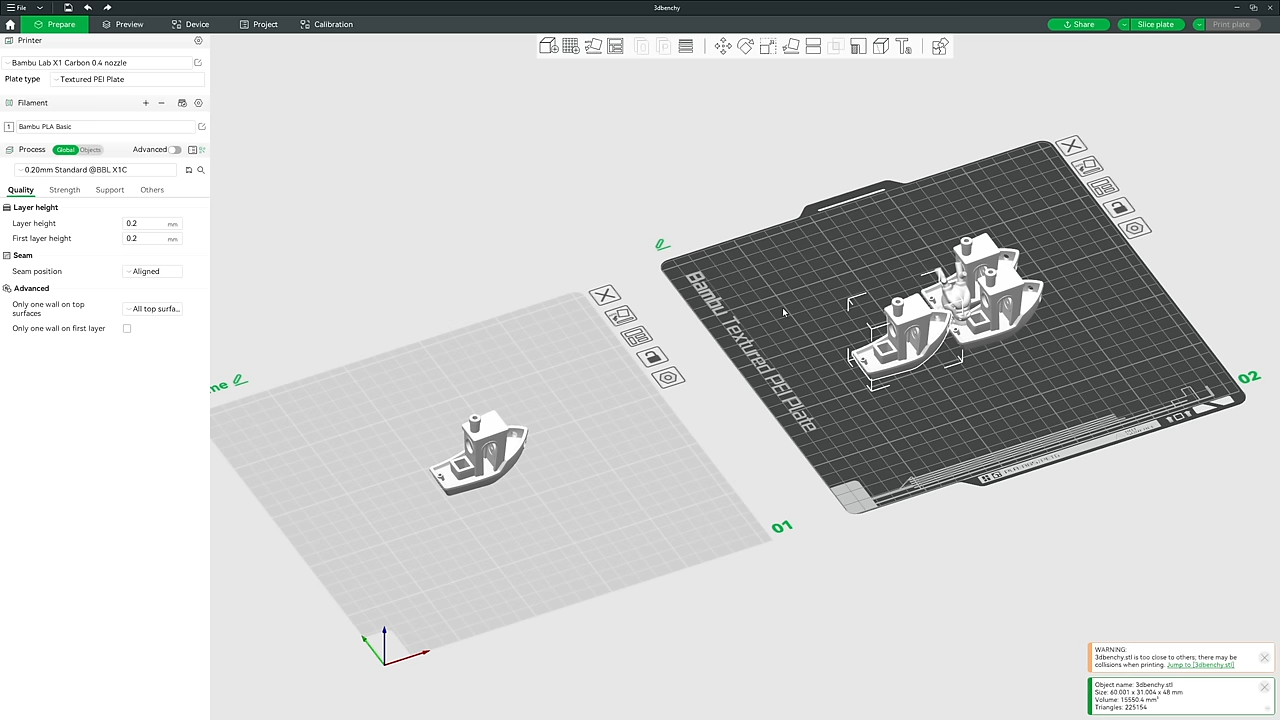 File
3dbenchy
Prepare
Preview
Device
Project
Calibration
Share
Slice plate
Print plate
Printer
Bambu Lab X1 Carbon 0.4 nozzle
Plate type
Textured PEI Plate
Filament
1
Bambu PLA Basic
Process
Global
Objects
Advanced
0.20mm Standard @BBL X1C
Quality
Strength
Support
Others
Layer height
Layer height
0.2
mm
First layer height
0.2
mm
Seam
Seam position
Aligned
Advanced
Only one wall on top
surfaces
All top surfa...
Only one wall on first layer
Bambu Textured PEI Plate
02
01
WARNING:
3dbenchy.stl is too close to others, there may be
collisions when printing. Jump to [3dbenchy.stl]
Object name: 3dbenchy.stl
Size: 60.001 x 31.004 x 48 mm
Volume: 15550.4 mm³
Triangles: 225154